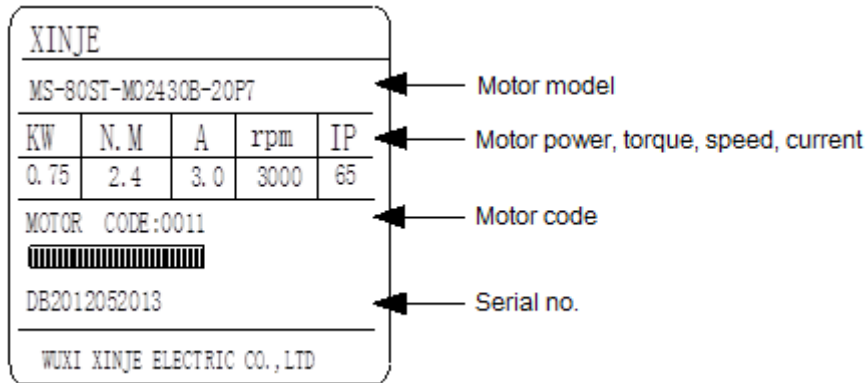 XINJE
MS-80ST-M02430B-20P7
Motor model
KW N.M A rpm IP
Motor power, torque, speed, current
0.75 2.4 3.0 3000 65
MOTOR CODE:0011
Motor code
DB2012052013
Serial no.
WUXI XINJE ELECTRIC CO.,LTD